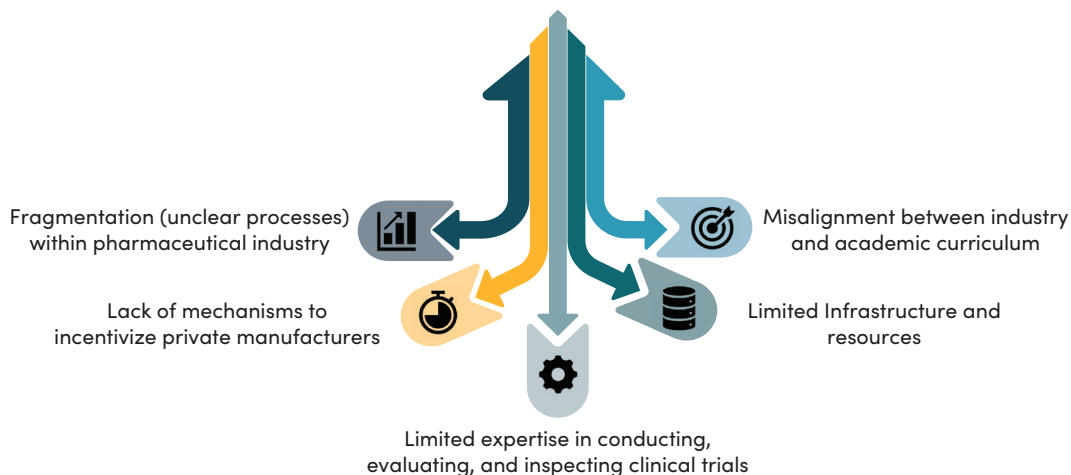 Fragmentation (unclear processes)
within pharmaceutical industry
Misalignment between industry
and academic curriculum
Lack of mechanisms to
incentivize private manufacturers
Limited Infrastructure and
resources
Limited expertise in conducting,
evaluating, and inspecting clinical trials